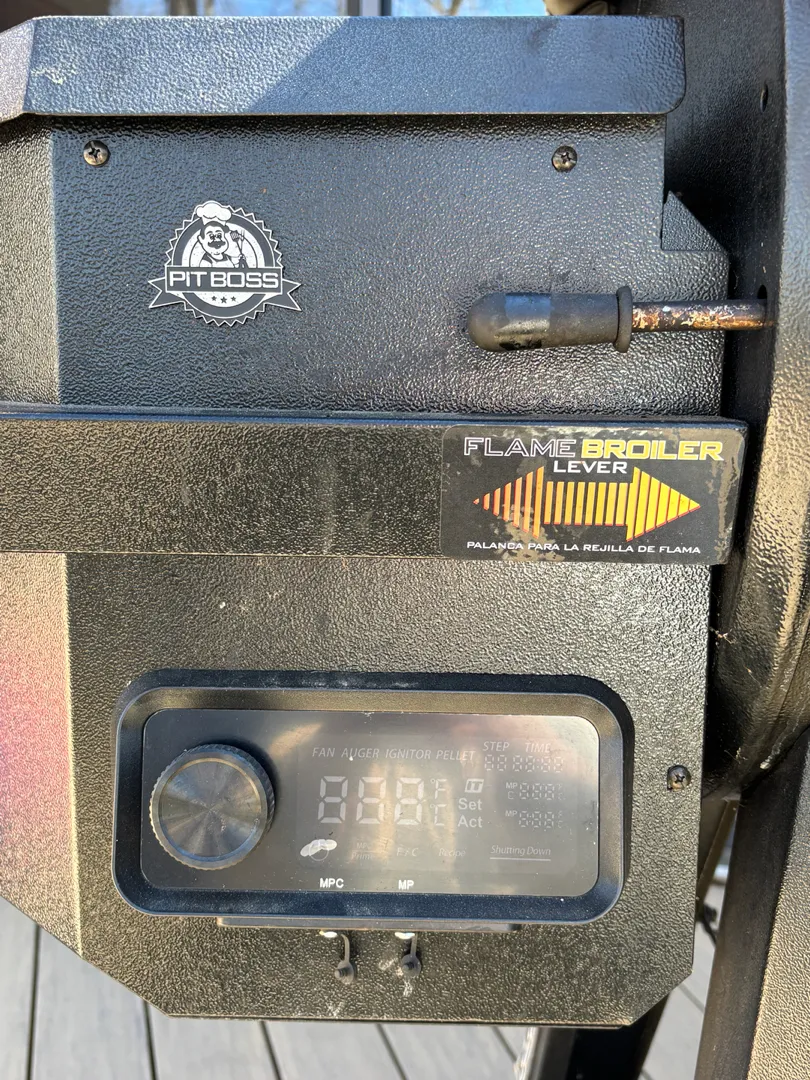 PIT BOSS
FLAME BROILER
LEVER
PALANCA PARA LA REJILLA DE FLAMA
FAN AUGER IGNITOR PELLET STEP TIME
888 °F Set
Act
MP
MP
Recipe Shutting Down
MPC MP